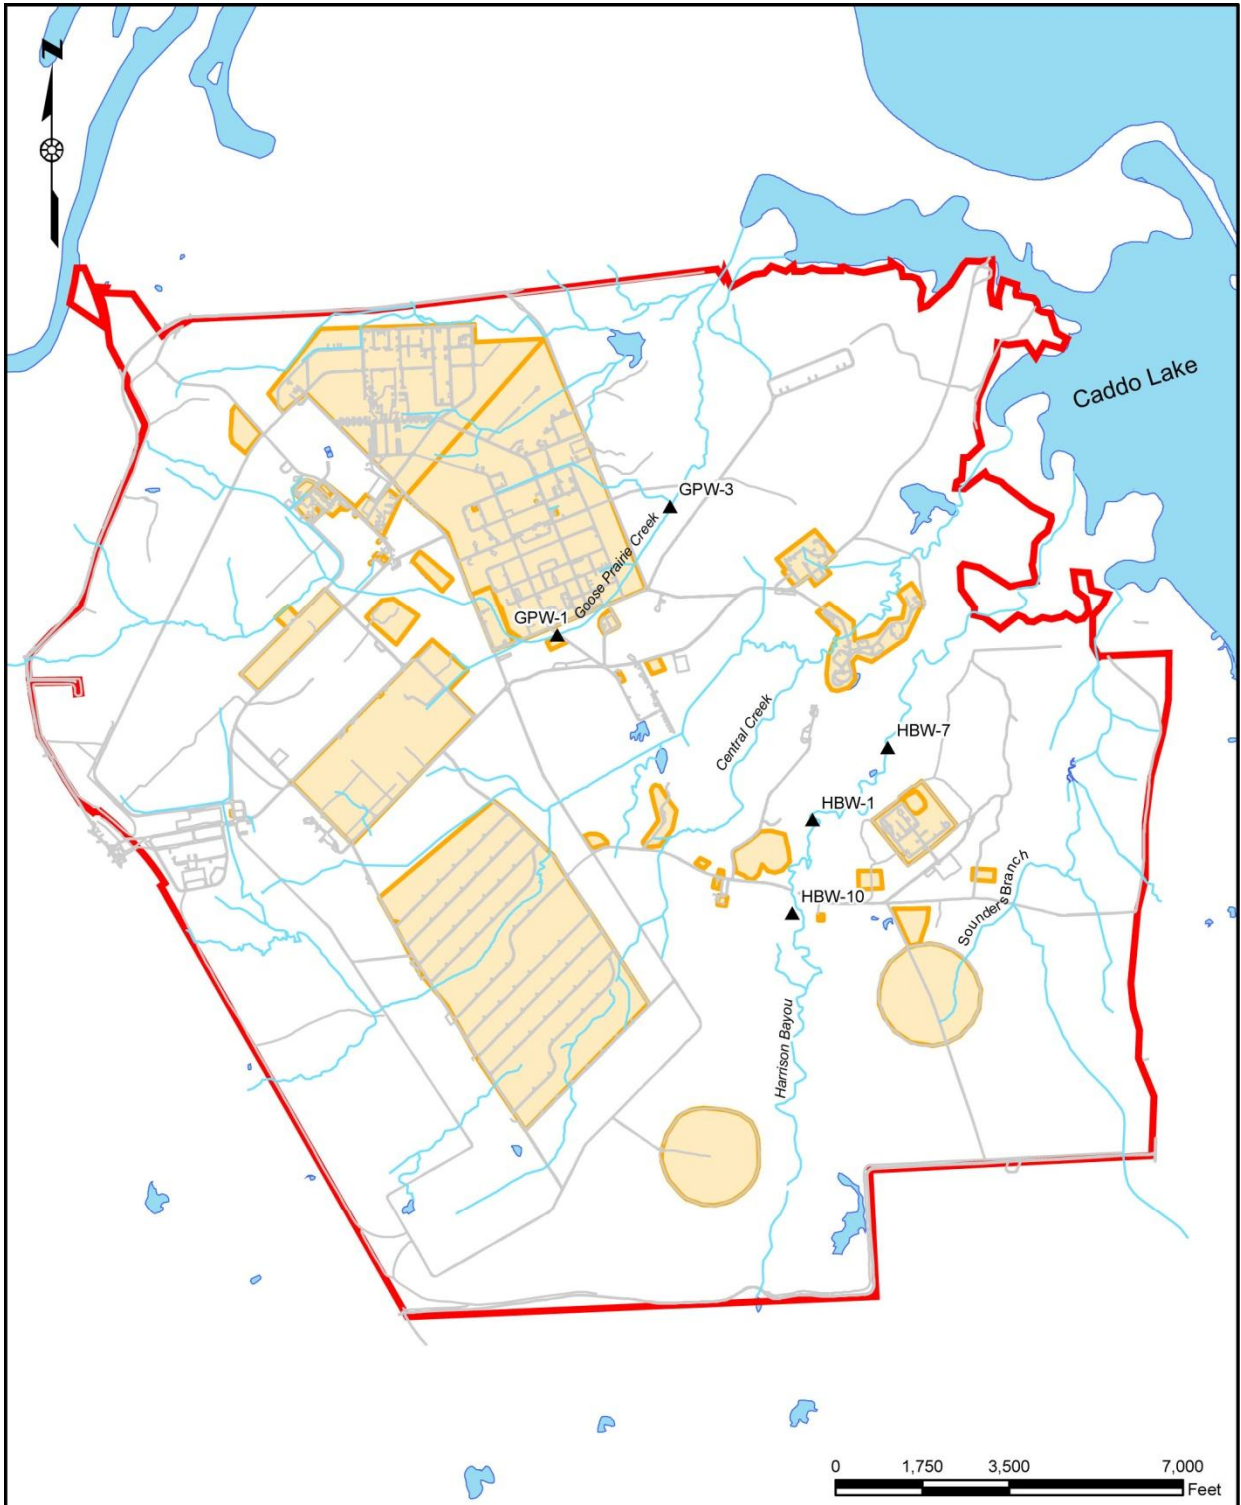 N
Caddo Lake
GPW-3
Goose Prairie Creek
GPW-1
Central Creek
HBW-7
HBW-1
HBW-10
Sounders Branch
Harrison Bayou
0 1,750 3,500 7,000
Feet